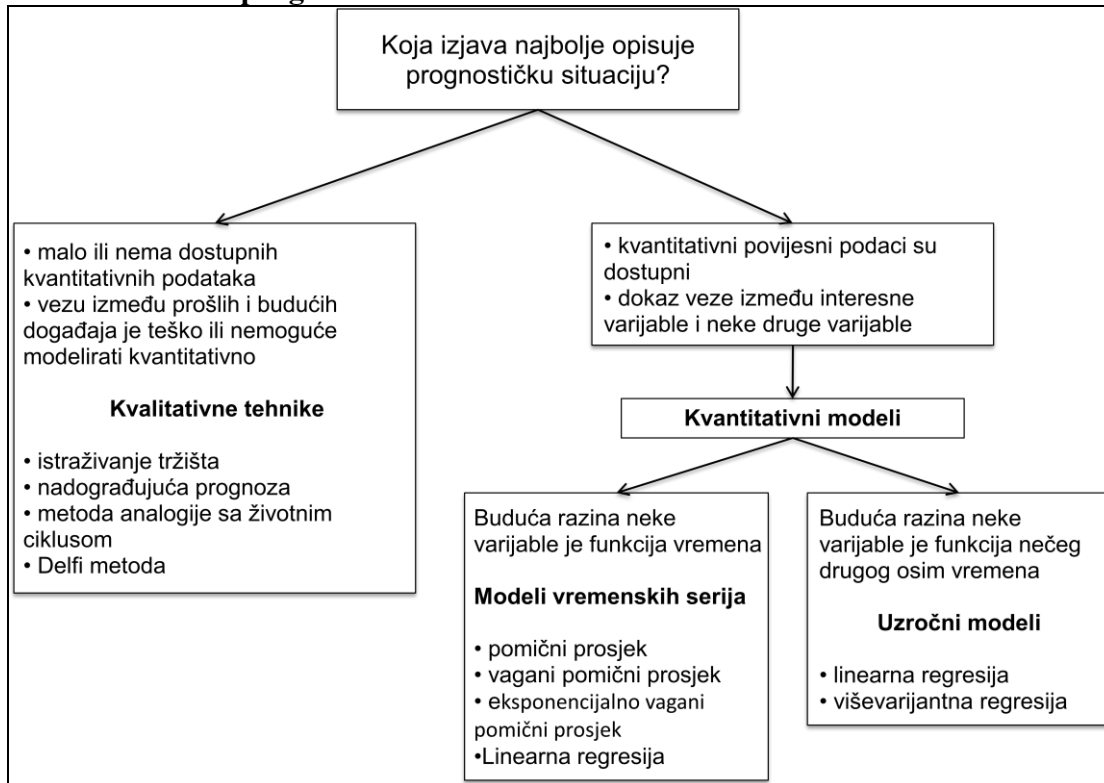 Koja izjava najbolje opisuje
prognostičku situaciju?
• malo ili nema dostupnih
kvantitativnih podataka
• vezu između prošlih i budućih
događaja je teško ili nemoguće
modelirati kvantitativno
Kvalitativne tehnike
• istraživanje tržišta
• nadograđujuća prognoza
• metoda analogije sa životnim
ciklusom
• Delfi metoda
• kvantitativni povijesni podaci su
dostupni
• dokaz veze između interesne
varijable i neke druge varijable
Kvantitativni modeli
Buduća razina neke
varijable je funkcija vremena
Modeli vremenskih serija
• pomični prosjek
• vagani pomični prosjek
• eksponencijalno vagani
pomični prosjek
•Linearna regresija
Buduća razina neke
varijable je funkcija nečeg
drugog osim vremena
Uzročni modeli
• linearna regresija
• viševarijantna regresija